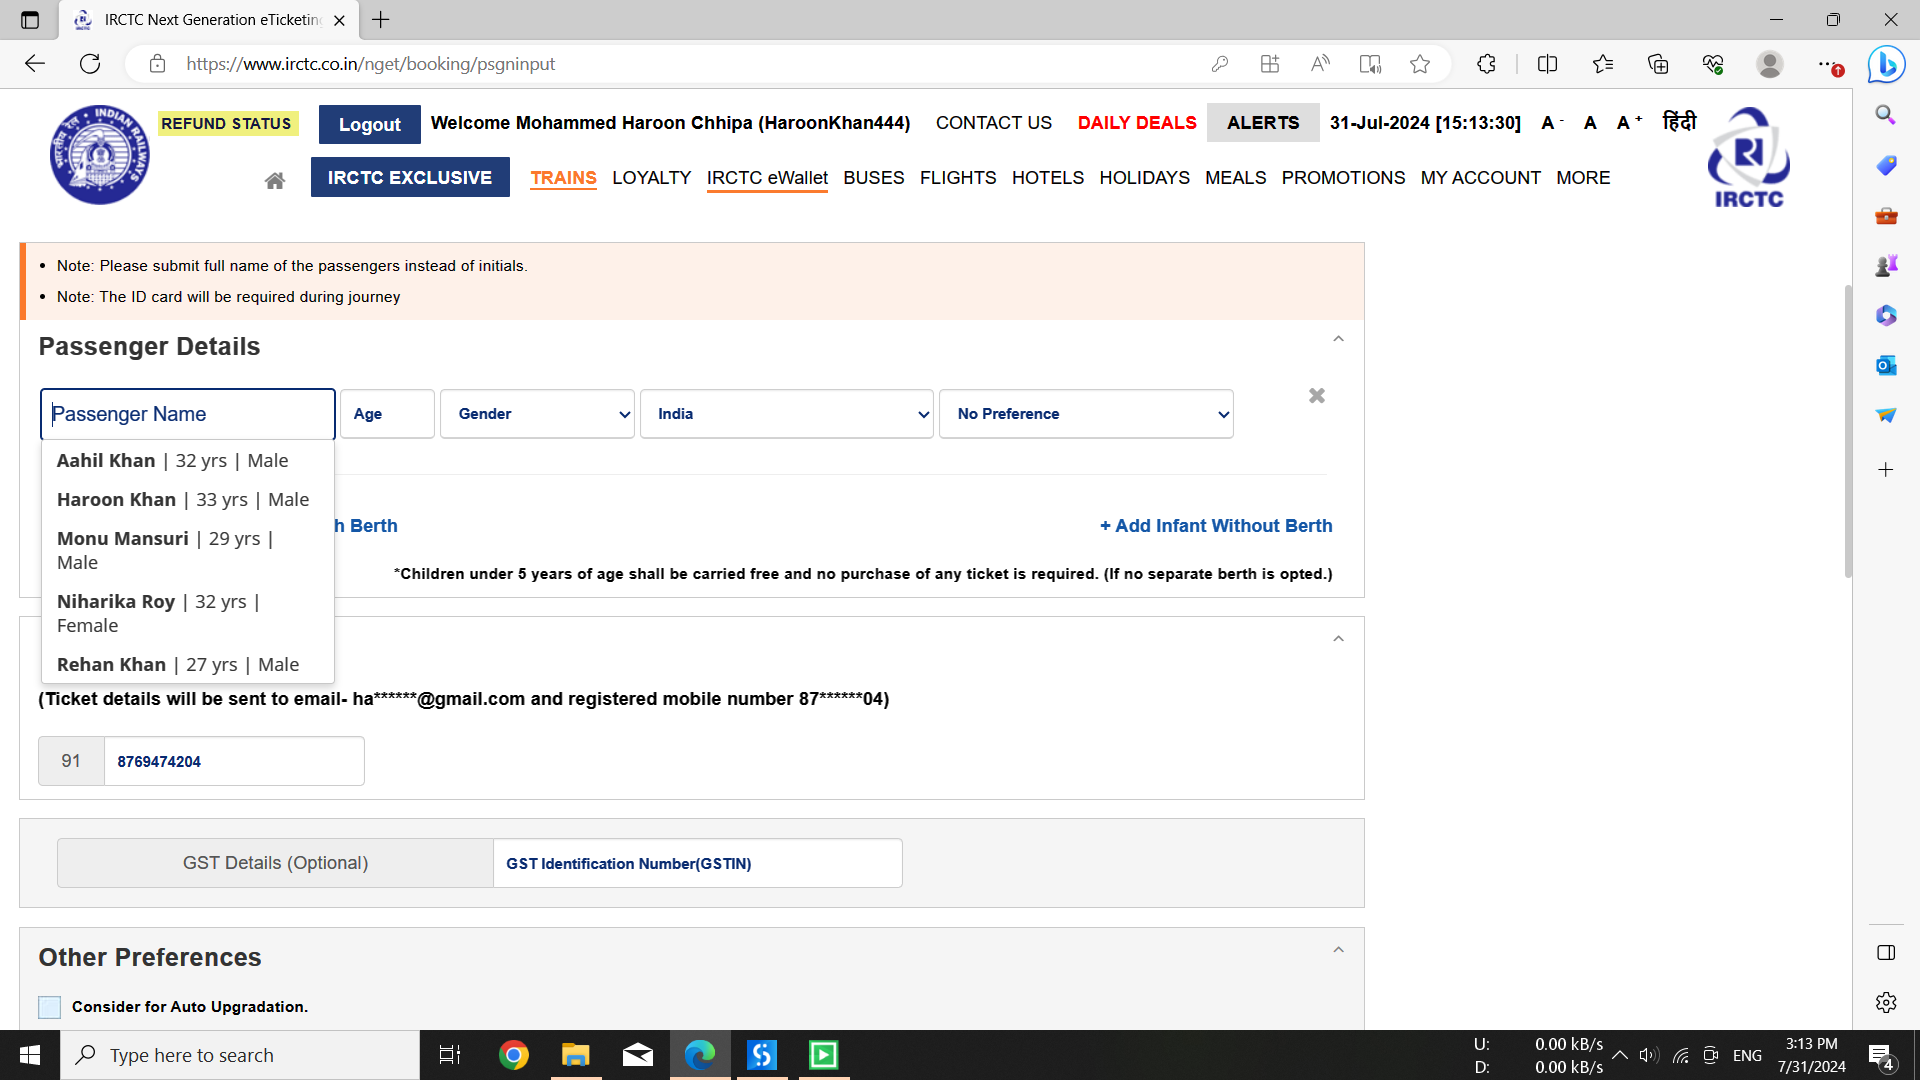 IRCTC Next Generation eTicketing
https://www.irctc.co.in/nget/booking/psgninput
REFUND STATUS
Logout
Welcome Mohammed Haroon Chhipa (HaroonKhan444)
CONTACT US
DAILY DEALS
ALERTS
31-Jul-2024 [15:13:30]
A - A A + हिंदी
INDIAN RAILWAYS
भारतीय रेल
IRCTC EXCLUSIVE
TRAINS LOYALTY IRCTC eWallet BUSES FLIGHTS HOTELS HOLIDAYS MEALS PROMOTIONS MY ACCOUNT MORE
IRCTC
Note: Please submit full name of the passengers instead of initials.
Note: The ID card will be required during journey
Passenger Details
Passenger Name
Age
Gender
India
No Preference
Aahil Khan | 32 yrs | Male
Haroon Khan | 33 yrs | Male
Monu Mansuri | 29 yrs |
Male
Niharika Roy | 32 yrs |
Female
Rehan Khan | 27 yrs | Male
h Berth
+ Add Infant Without Berth
*Children under 5 years of age shall be carried free and no purchase of any ticket is required. (If no separate berth is opted.)
(Ticket details will be sent to email- ha******@gmail.com and registered mobile number 87******04)
91
8769474204
GST Details (Optional)
GST Identification Number(GSTIN)
Other Preferences
Consider for Auto Upgradation.
Type here to search
U: 0.00 kB/s
D: 0.00 kB/s
ENG
3:13 PM
7/31/2024
4